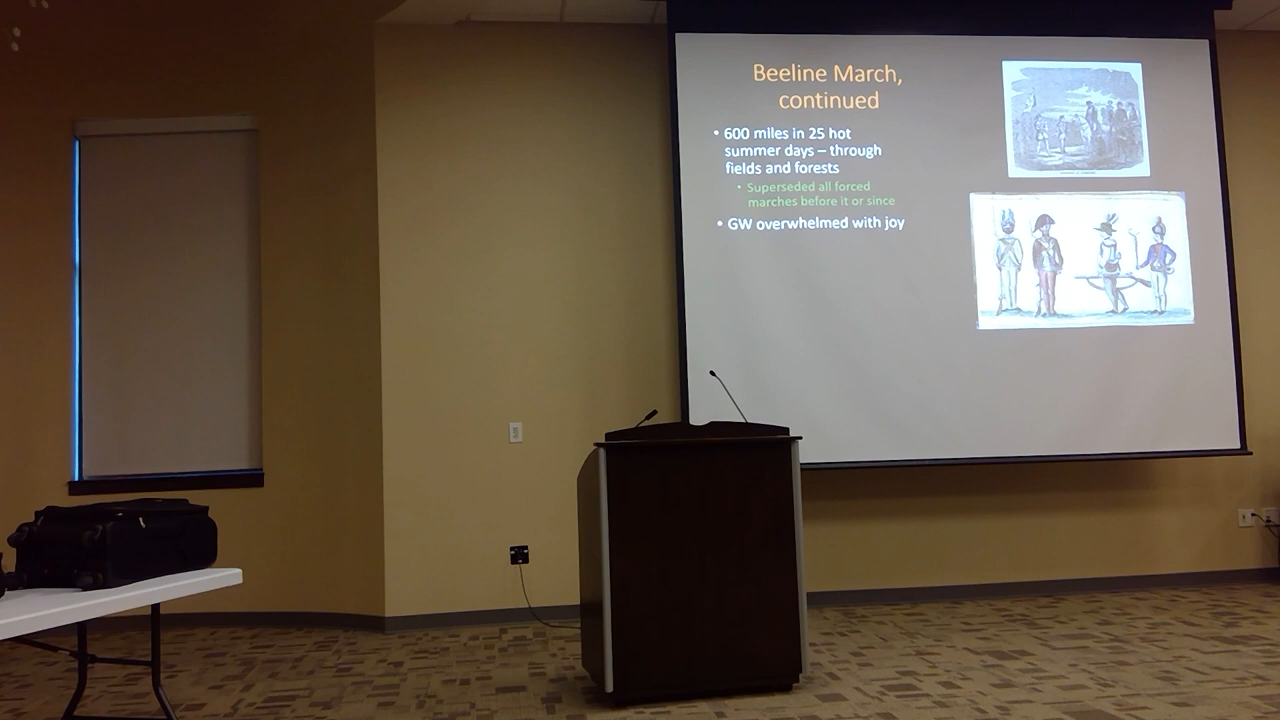 Beeline March,
continued
• 600 miles in 25 hot
summer days – through
fields and forests
• Superseded all forced
marches before it or since
• GW overwhelmed with joy